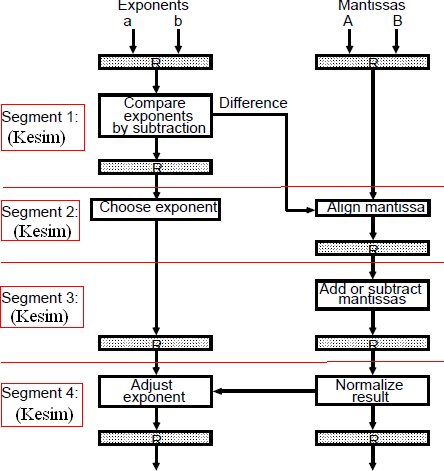 Exponents
a b
Mantissas
A B
R
R
Segment 1:
(Kesim)
Compare
exponents
by subtraction
Difference
R
Segment 2:
(Kesim)
Choose exponent
Align mantissa
R
Segment 3:
(Kesim)
Add or subtract
mantissas
R
R
Segment 4:
(Kesim)
Adjust
exponent
Normalize
result
R
R